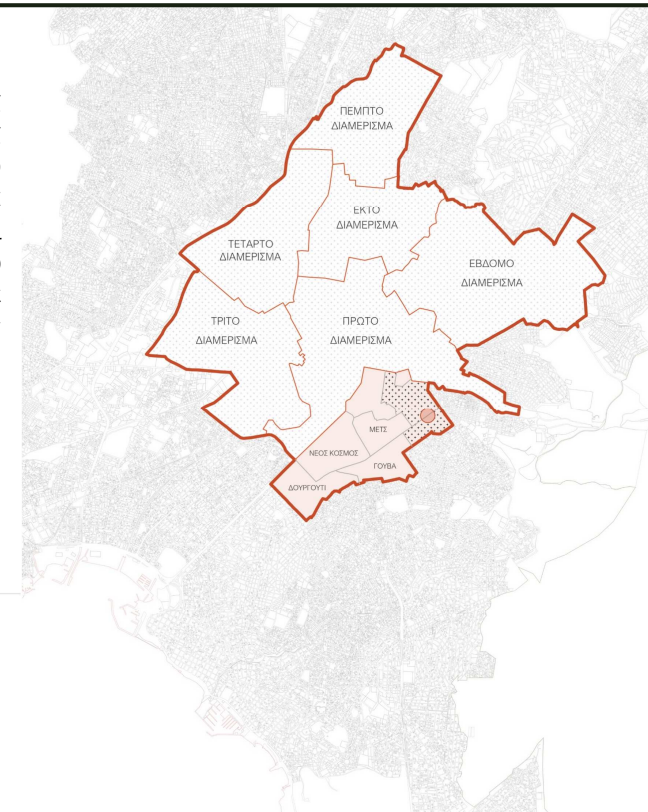 ΠΕΜΠΤΟ
ΔΙΑΜΕΡΙΣΜΑ
ΕΚΤΟ
ΔΙΑΜΕΡΙΣΜΑ
ΤΕΤΑΡΤΟ
ΔΙΑΜΕΡΙΣΜΑ
ΕΒΔΟΜΟ
ΔΙΑΜΕΡΙΣΜΑ
ΤΡΙΤΟ
ΔΙΑΜΕΡΙΣΜΑ
ΠΡΩΤΟ
ΔΙΑΜΕΡΙΣΜΑ
ΜΕΤΣ
ΝΕΟΣ ΚΟΣΜΟΣ
ΓΟΥΒΑ
ΔΟΥΡΓΟΥΤΙ